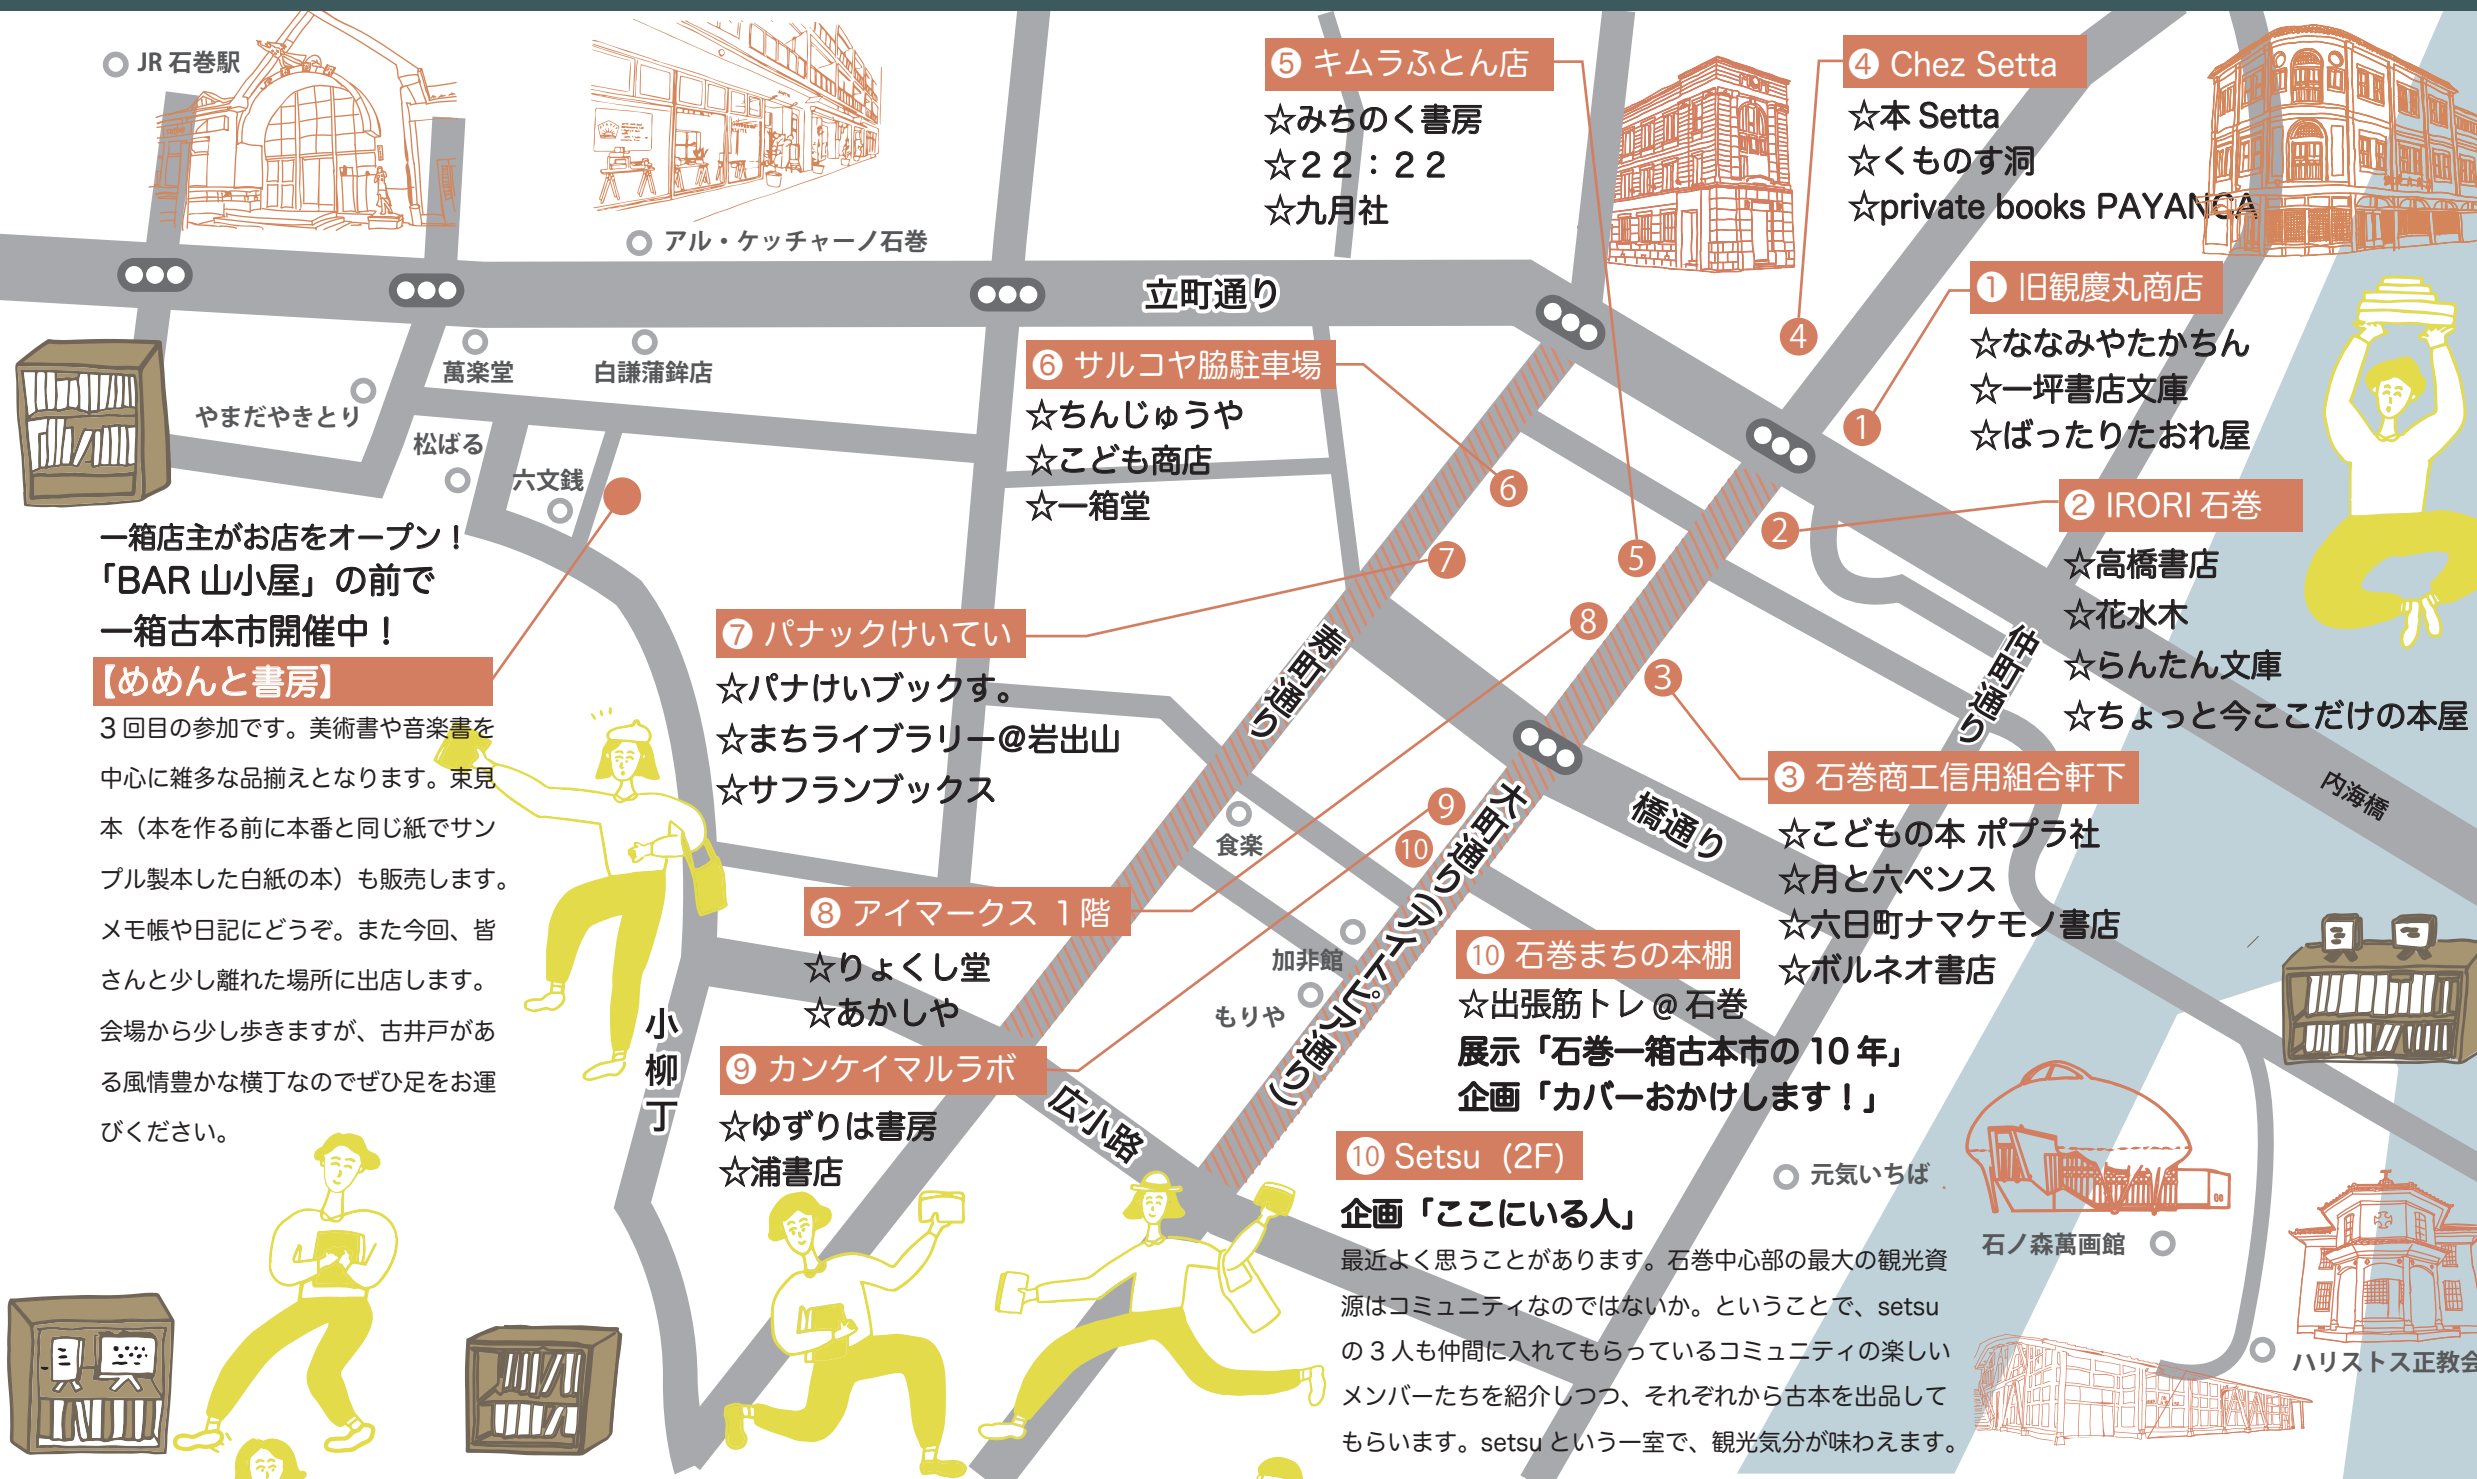 JR 石巻駅
アル・ケッチャーノ石巻
❺ キムラふとん店
☆みちのく書房
☆２２：２２
☆九月社
❹ Chez Setta
☆本 Setta
☆くものす洞
☆private books PAYANCA
立町通り
❶ 旧観慶丸商店
☆ななみやたかちん
☆一坪書店文庫
☆ばったりたおれ屋
萬楽堂
白謙蒲鉾店
やまだやきとり
松ばる
六文銭
❻ サルコヤ脇駐車場
☆ちんじゅうや
☆こども商店
☆一箱堂
4
1
6
2
7
5
8
3
9
10
❷ IRORI 石巻
☆高橋書店
☆花水木
☆らんたん文庫
☆ちょっと今ここだけの本屋
一箱店主がお店をオープン！
「BAR 山小屋」の前で
一箱古本市開催中！
【めめんと書房】
3 回目の参加です。美術書や音楽書を
中心に雑多な品揃えとなります。束見
本（本を作る前に本番と同じ紙でサン
プル製本した白紙の本）も販売します。
メモ帳や日記にどうぞ。また今回、皆
さんと少し離れた場所に出店します。
会場から少し歩きますが、古井戸があ
る風情豊かな横丁なのでぜひ足をお運
びください。
❼ パナックけいてい
☆パナけいブックす。
☆まちライブラリー@岩出山
☆サフランブックス
寿町通り
仲町通り
内海橋
❸ 石巻商工信用組合軒下
☆こどもの本 ポプラ社
☆月と六ペンス
☆六日町ナマケモノ書店
☆ボルネオ書店
橋通り
大町通り（アイトピア通り）
食楽
加非館
もりや
❽ アイマークス 1 階
☆りょくし堂
☆あかしや
小柳丁
❾ カンケイマルラボ
☆ゆずりは書房
☆浦書店
広小路
❿ 石巻まちの本棚
☆出張筋トレ @ 石巻
展示「石巻一箱古本市の 10 年」
企画「カバーおかけします！」
❿ Setsu (2F)
企画「ここにいる人」
最近よく思うことがあります。石巻中心部の最大の観光資
源はコミュニティなのではないか。ということで、setsu
の 3 人も仲間に入れてもらっているコミュニティの楽しい
メンバーたちを紹介しつつ、それぞれから古本を出品して
もらいます。setsu という一室で、観光気分が味わえます。
元気いちば
石ノ森萬画館
ハリストス正教会